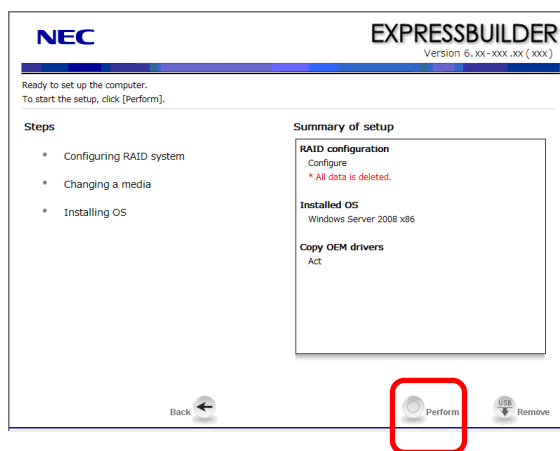 NEC
EXPRESSBUILDER
Version 6.xx-xxx.xx (xxx)
Ready to set up the computer.
To start the setup, click [Perform].
Steps
* Configuring RAID system
* Changing a media
* Installing OS
Summary of setup
RAID configuration
Configure
* All data is deleted.
Installed OS
Windows Server 2008 x86
Copy OEM drivers
Act
Back
Perform
USB
Remove